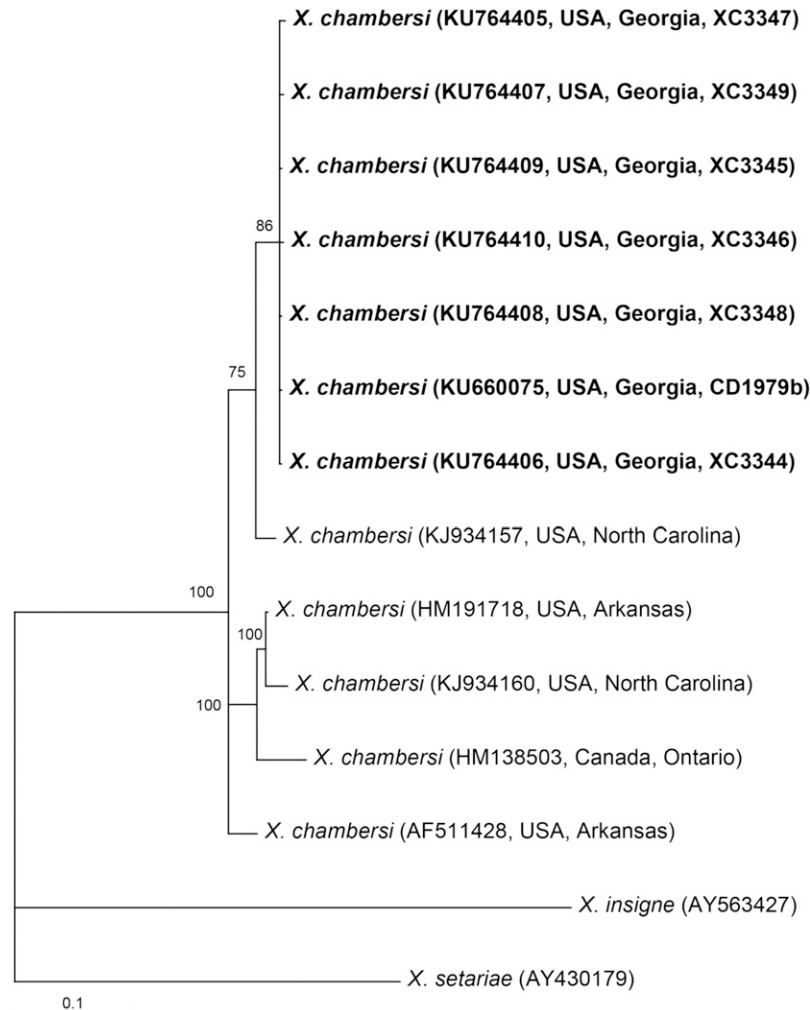 X. chambersi (KU764405, USA, Georgia, XC3347)
X. chambersi (KU764407, USA, Georgia, XC3349)
X. chambersi (KU764409, USA, Georgia, XC3345)
86
X. chambersi (KU764410, USA, Georgia, XC3346)
X. chambersi (KU764408, USA, Georgia, XC3348)
75
X. chambersi (KU660075, USA, Georgia, CD1979b)
X. chambersi (KU764406, USA, Georgia, XC3344)
X. chambersi (KJ934157, USA, North Carolina)
100
X. chambersi (HM191718, USA, Arkansas)
100
X. chambersi (KJ934160, USA, North Carolina)
100
X. chambersi (HM138503, Canada, Ontario)
X. chambersi (AF511428, USA, Arkansas)
X. insigne (AY563427)
X. setariae (AY430179)
0.1